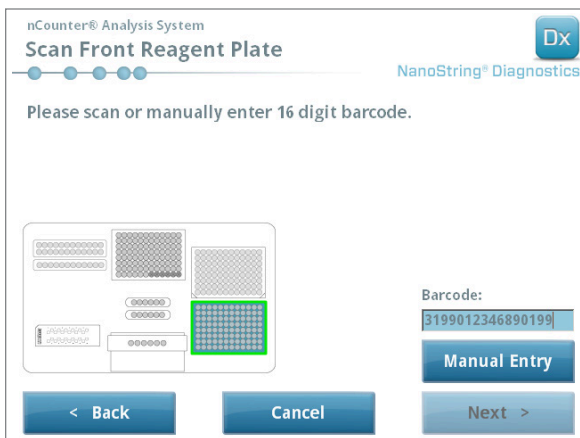 nCounter® Analysis System
Scan Front Reagent Plate
Dx
NanoString® Diagnostics
Please scan or manually enter 16 digit barcode.
Barcode:
3199012346890199
Manual Entry
< Back
Cancel
Next >